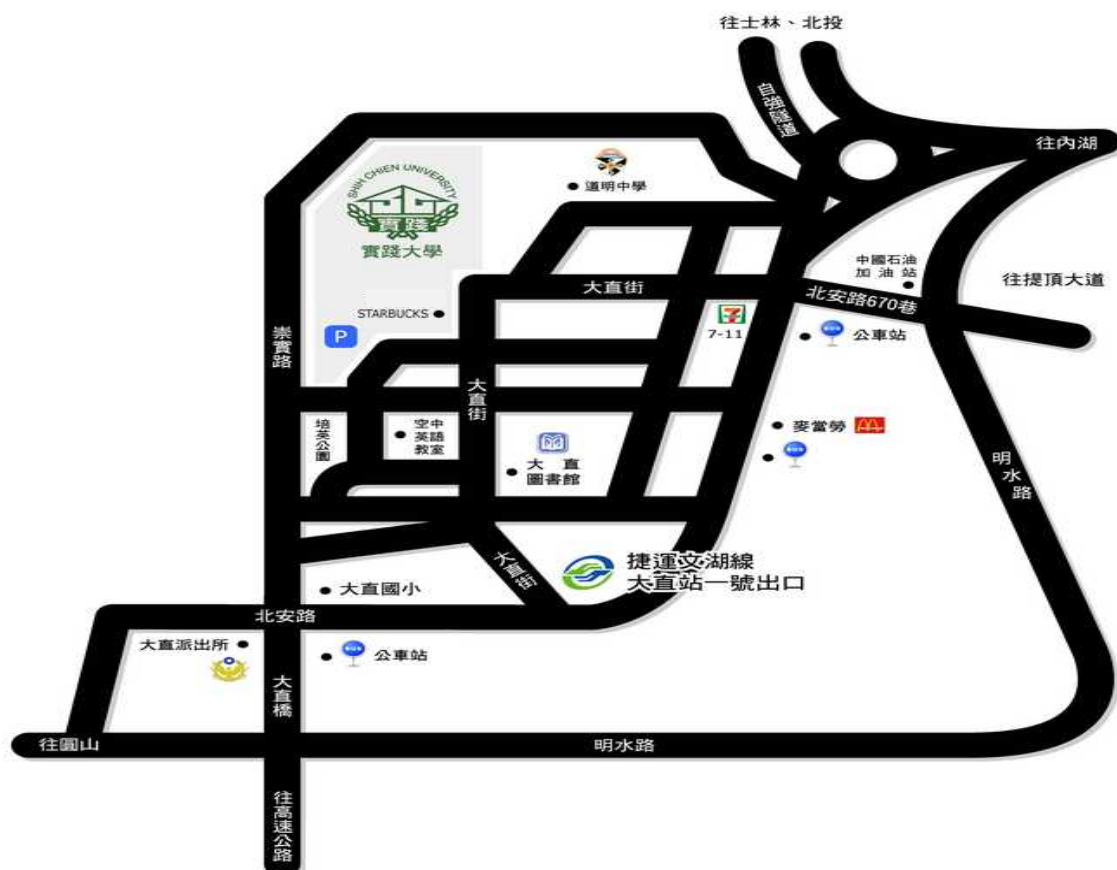 往士林、北投
自強隧道
往內湖
SHIH CHIEN UNIVERSITY
實踐
實踐大學
道明中學
中國石油
加油站
往提頂大道
大直街
北安路670巷
STARBUCKS
P
7
7-11
BUS
公車站
崇實路
大直街
培英公園
空中
英語
教室
麥當勞
BUS
大直
圖書館
明水路
大直街
捷運文湖線
大直站一號出口
大直國小
北安路
大直派出所
BUS
公車站
大直橋
往圓山
明水路
往高速公路